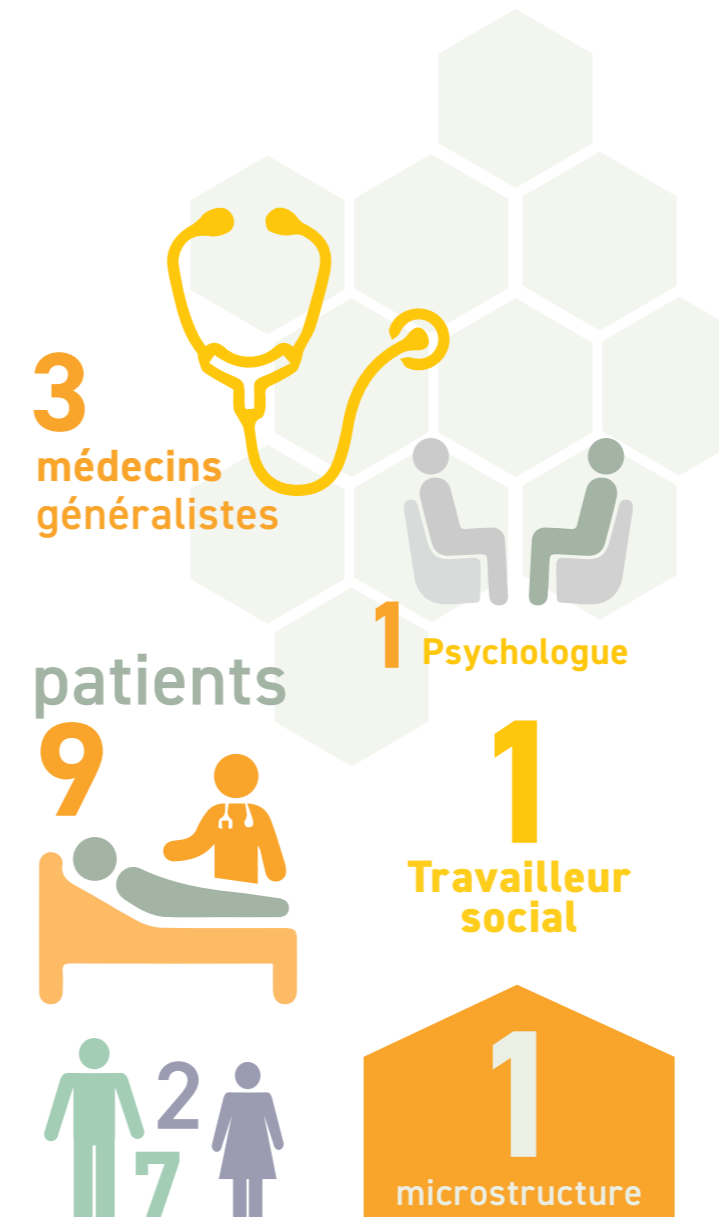 3
médecins
généralistes
1 Psychologue
patients
9
1
Travailleur
social
2
7
1
microstructure